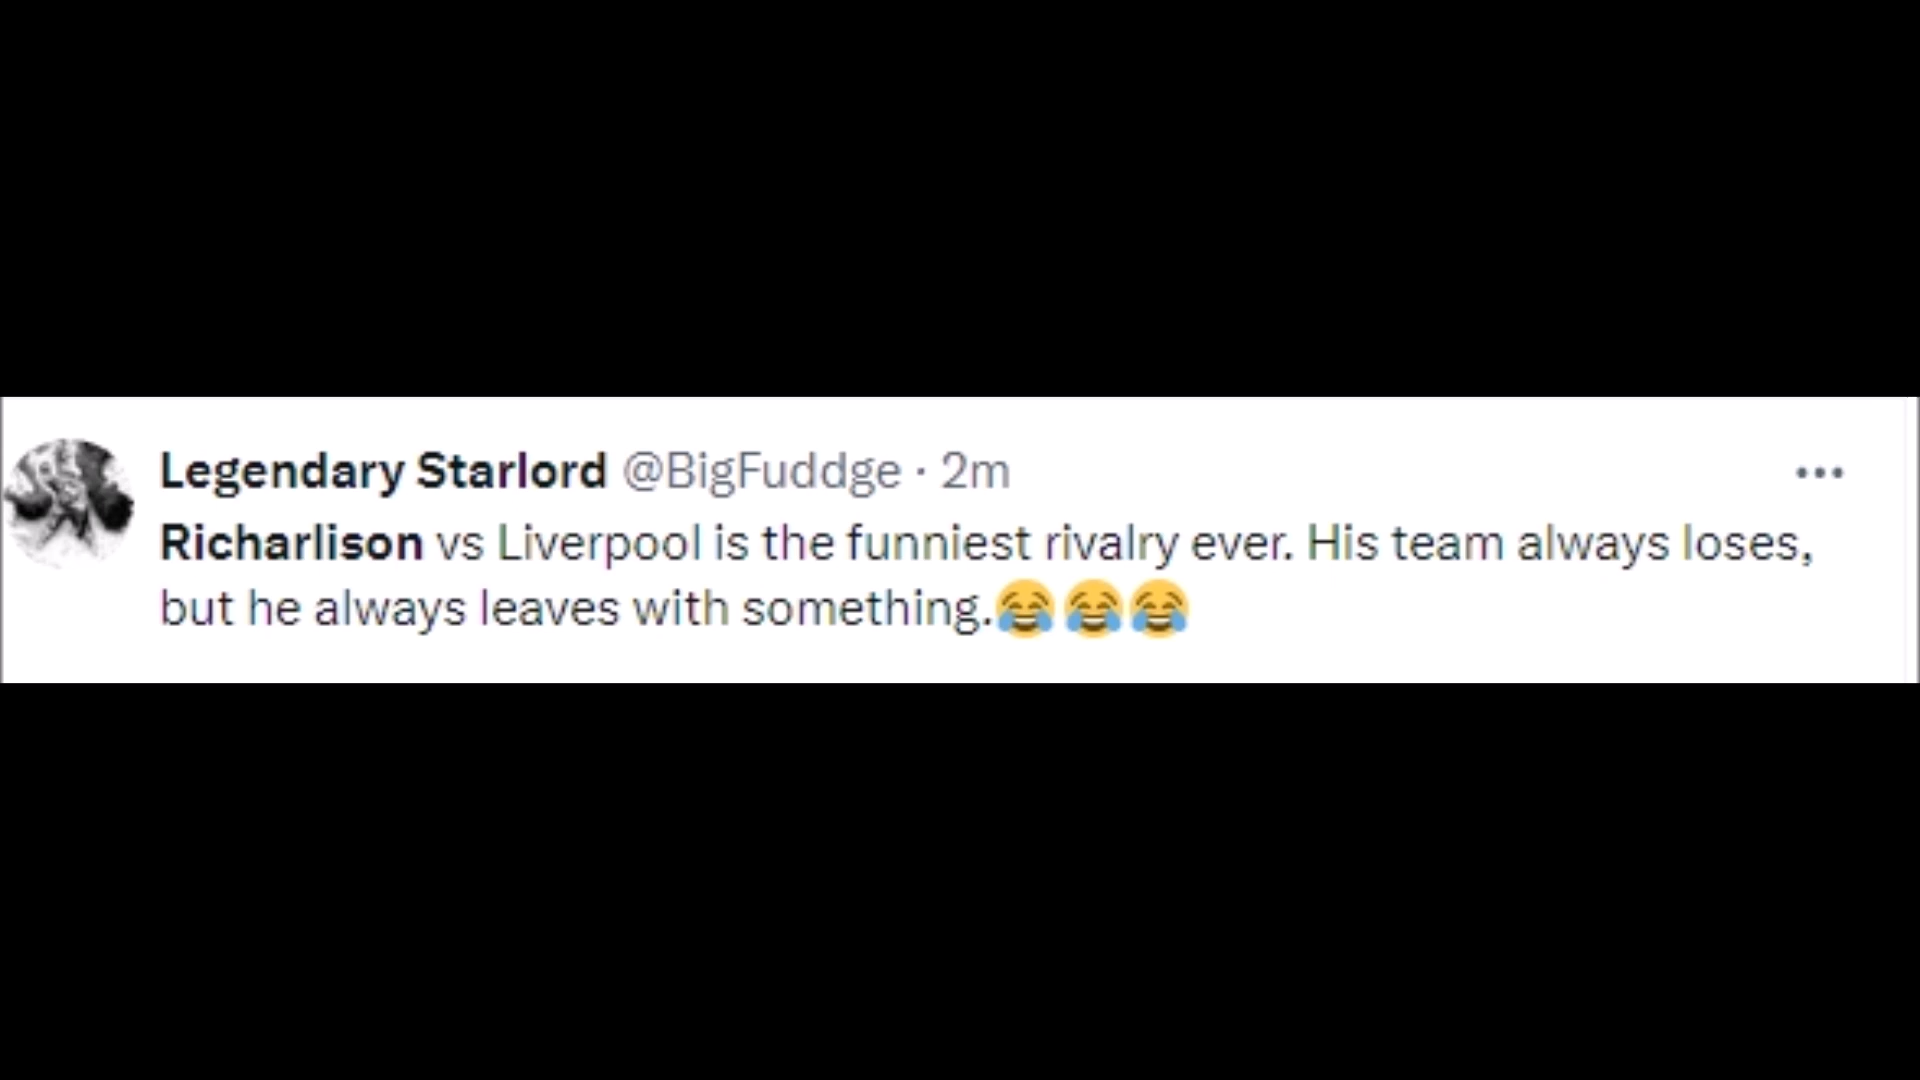 Legendary Starlord @BigFuddge · 2m ...
Richarlison vs Liverpool is the funniest rivalry ever. His team always loses,
but he always leaves with something.😂😂😂